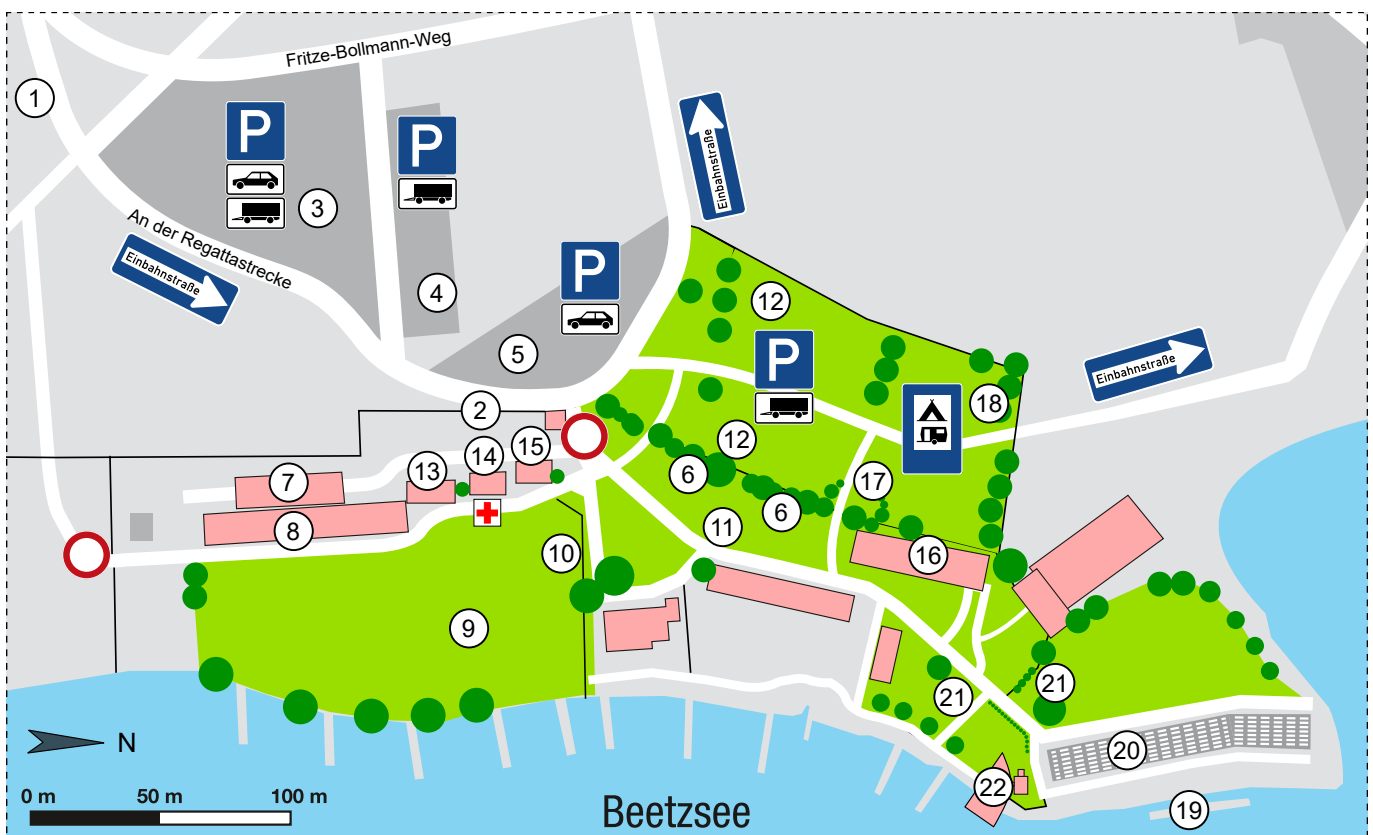 Fritze-Bollmann-Weg
1
P
3
P
4
An der Regattastrecke
Einbahnstraße
Einbahnstraße
P
5
12
P
18
Einbahnstraße
2
15
14
13
7
8
12
6
6
17
11
10
16
9
21
21
N
0 m 50 m 100 m
Beetzsee
20
22
19